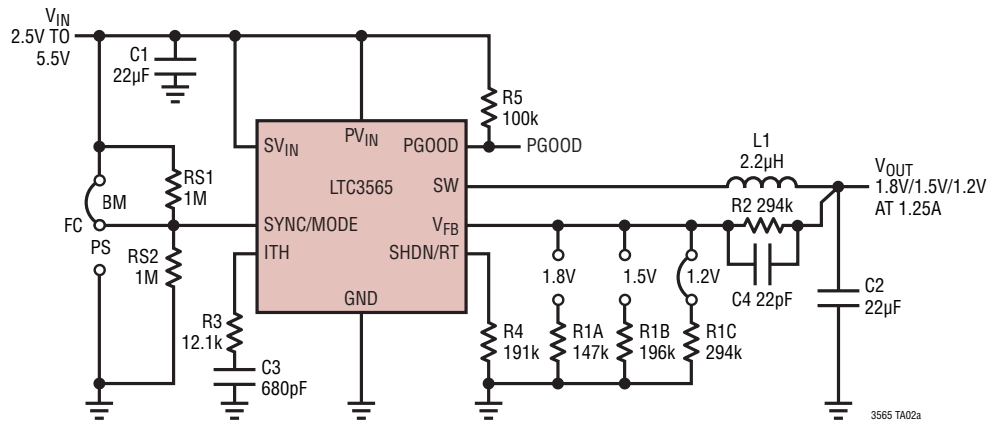 VIN
2.5V TO
5.5V
C1
22µF
R5
100k
SVIN
PVIN
PGOOD
PGOOD
LTC3565
SW
L1
2.2µH
VOUT
1.8V/1.5V/1.2V
AT 1.25A
RS1
1M
BM
FC
PS
SYNC/MODE
VFB
R2 294k
RS2
1M
ITH
SHDN/RT
1.8V
1.5V
1.2V
C4 22pF
GND
C2
22µF
R3
12.1k
R4
191k
R1A
147k
R1B
196k
R1C
294k
C3
680pF
3565 TA02a